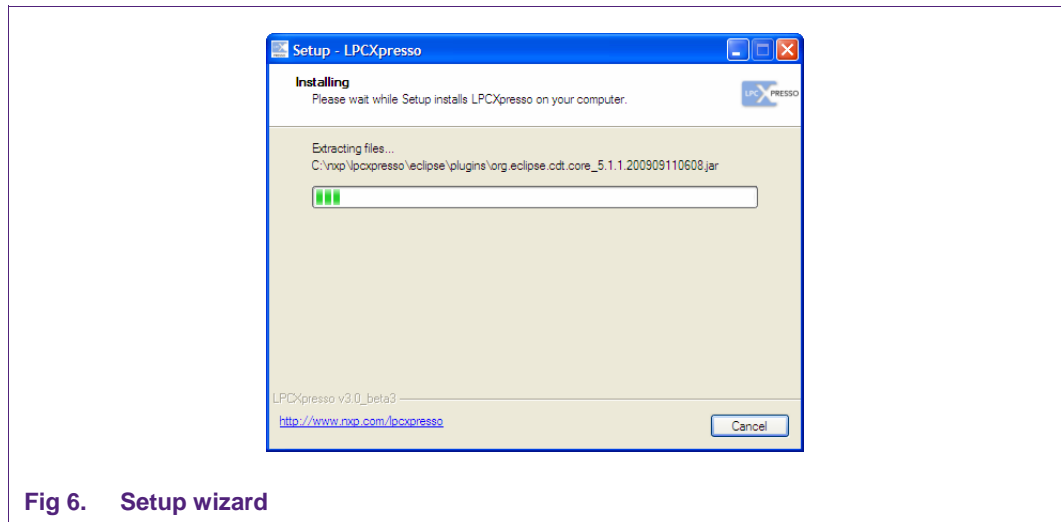 Setup - LPCXpresso
Installing
Please wait while Setup installs LPCXpresso on your computer.
LPC XPRESSO
Extracting files...
C:\nxp\lpcxpresso\eclipse\plugins\org.eclipse.cdt.core_5.1.1.200909110608.jar
LPCXpresso v3.0_beta3
http://www.nxp.com/lpcxpresso
Cancel
Fig 6. Setup wizard